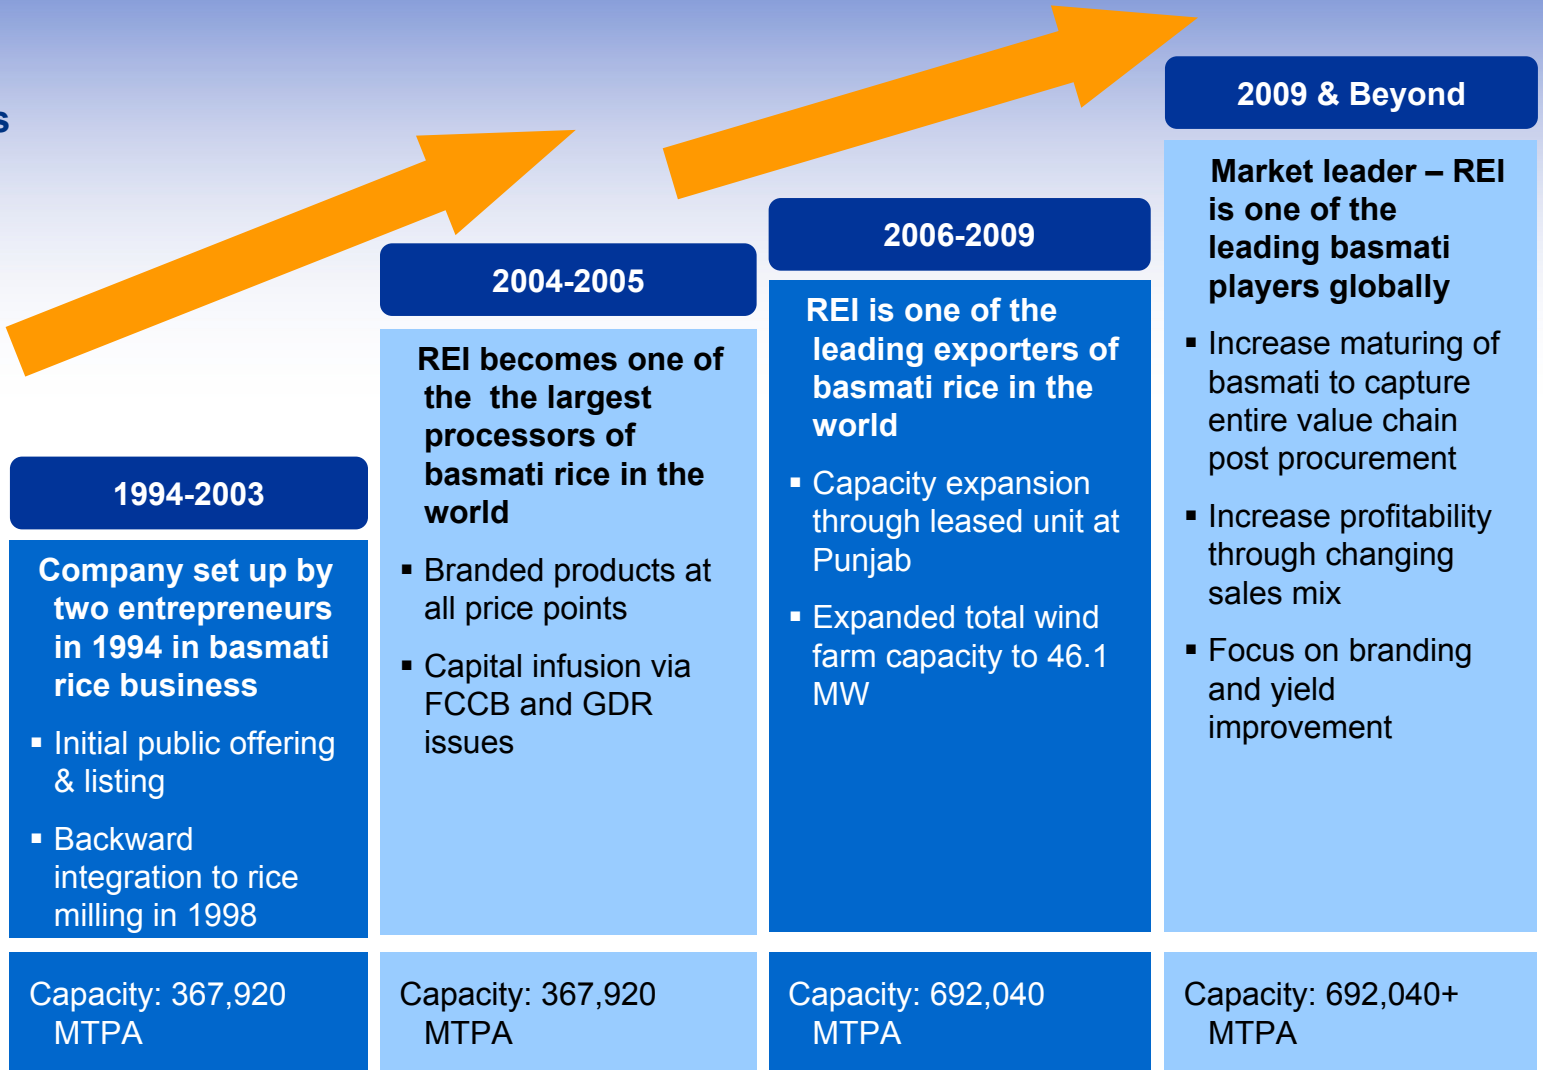 s
1994-2003
Company set up by
two entrepreneurs
in 1994 in basmati
rice business
▪ Initial public offering
& listing
▪ Backward
integration to rice
milling in 1998
Capacity: 367,920
MTPA
2004-2005
REI becomes one of
the the largest
processors of
basmati rice in the
world
▪ Branded products at
all price points
▪ Capital infusion via
FCCB and GDR
issues
Capacity: 367,920
MTPA
2006-2009
REI is one of the
leading exporters of
basmati rice in the
world
▪ Capacity expansion
through leased unit at
Punjab
▪ Expanded total wind
farm capacity to 46.1
MW
Capacity: 692,040
MTPA
2009 & Beyond
Market leader – REI
is one of the
leading basmati
players globally
▪ Increase maturing of
basmati to capture
entire value chain
post procurement
▪ Increase profitability
through changing
sales mix
▪ Focus on branding
and yield
improvement
Capacity: 692,040+
MTPA